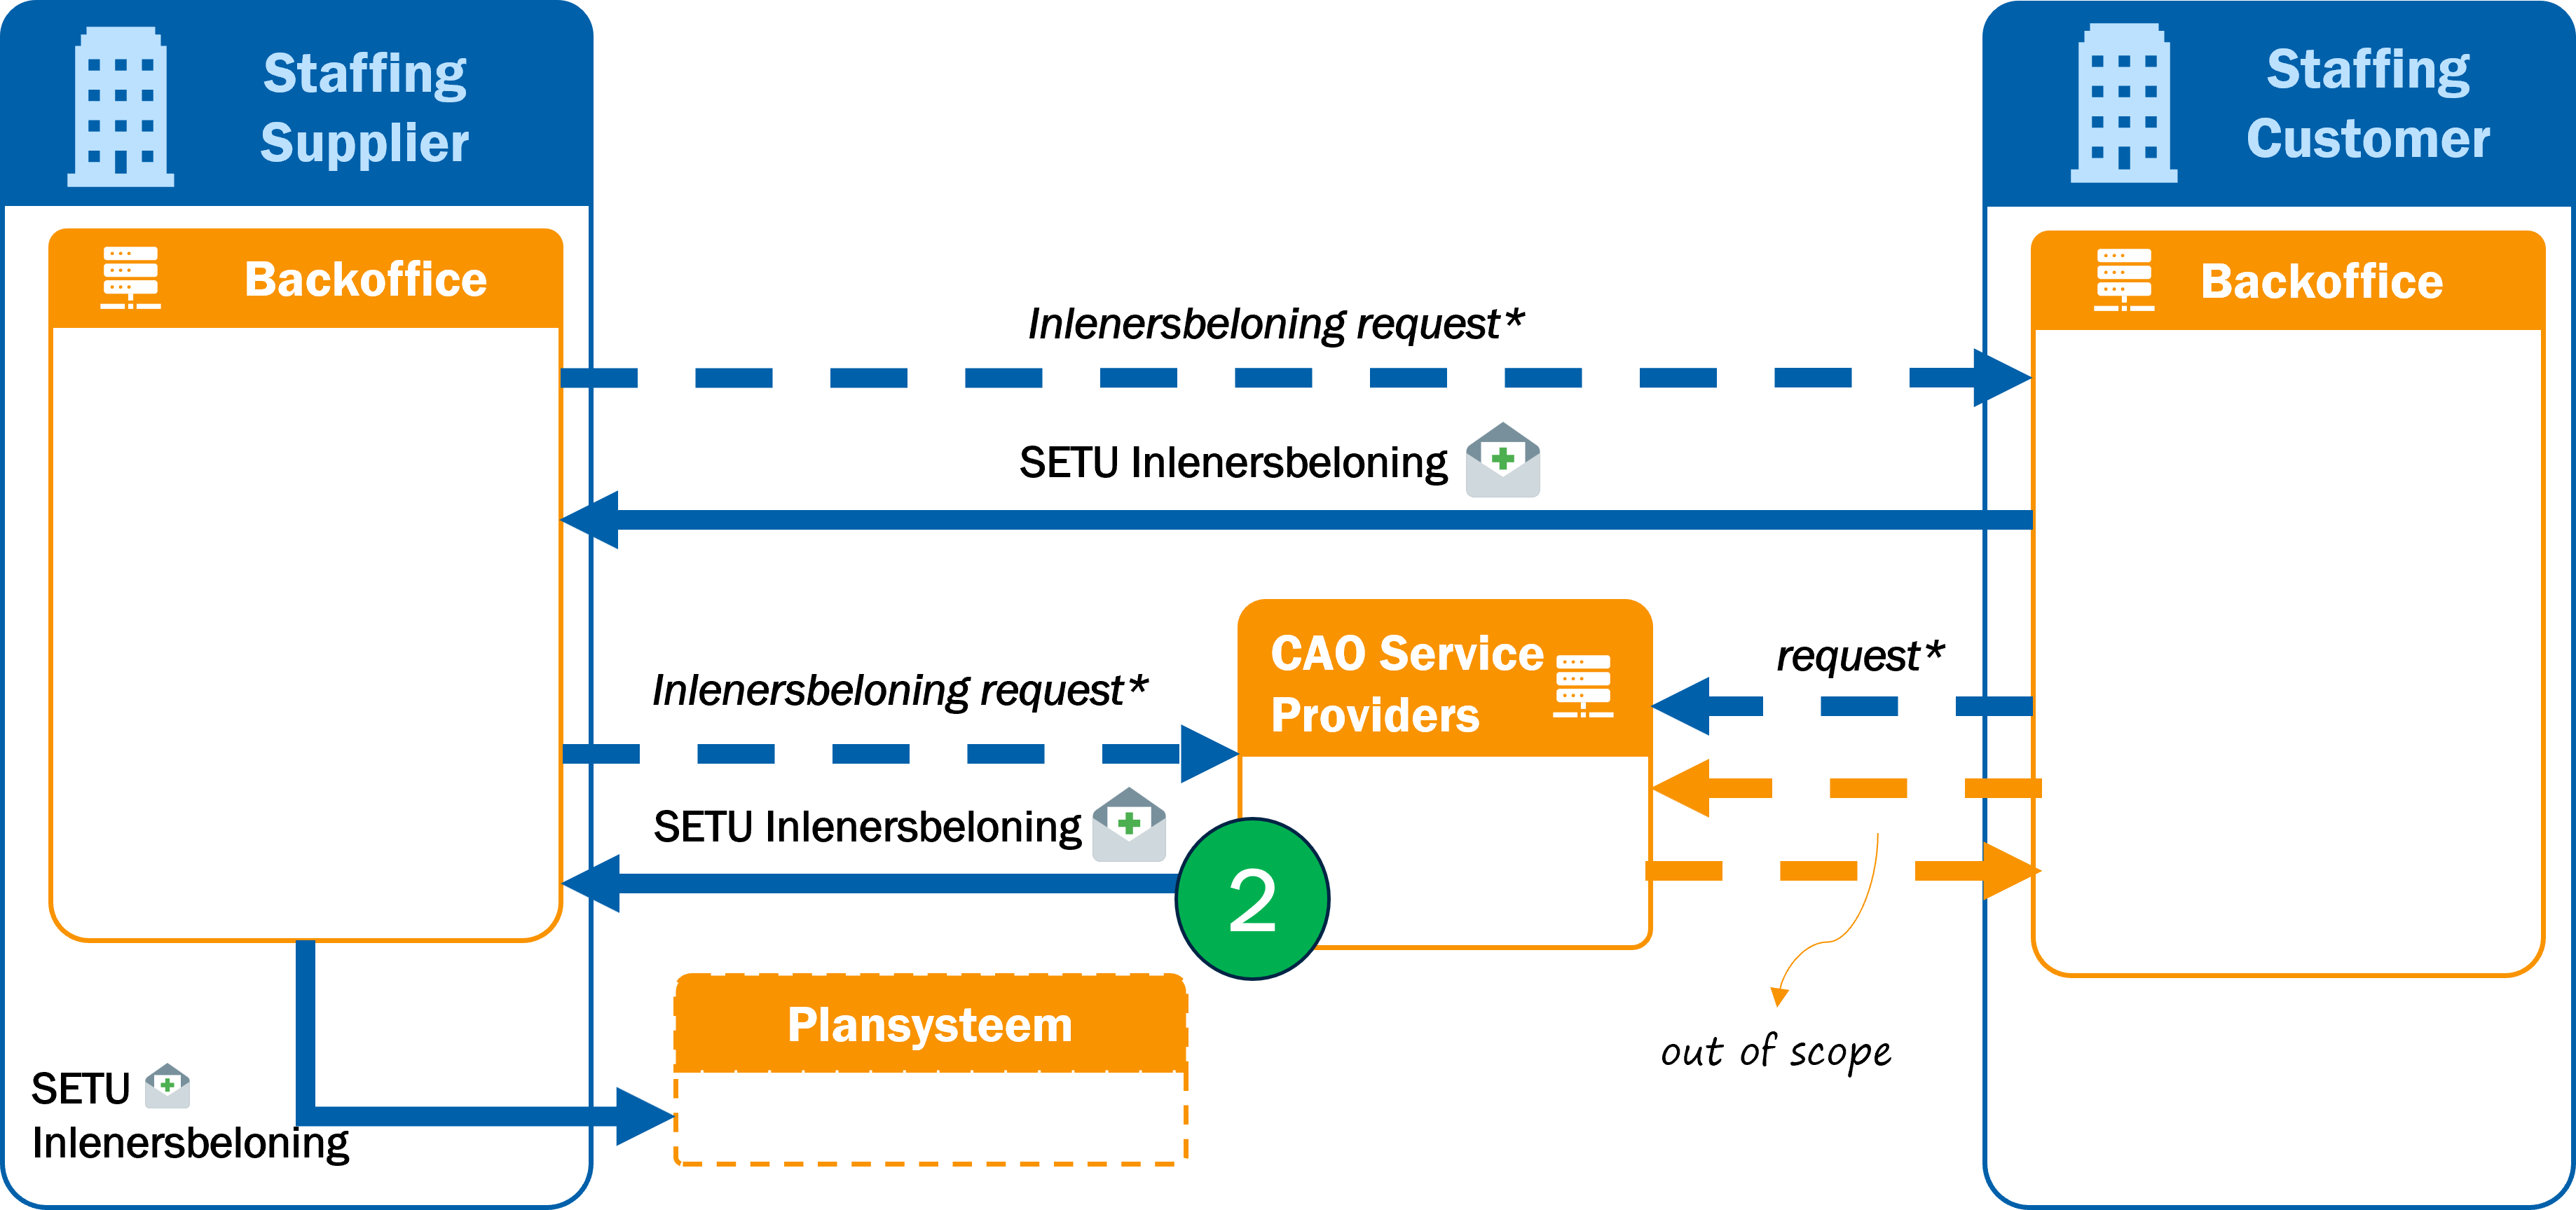 Staffing
Supplier
Staffing
Customer
Backoffice
Backoffice
Inlenersbeloning request*
SETU Inlenersbeloning
CAO Service
Providers
request*
Inlenersbeloning request*
SETU Inlenersbeloning
2
Plansysteem
out of scope
SETU
Inlenersbeloning